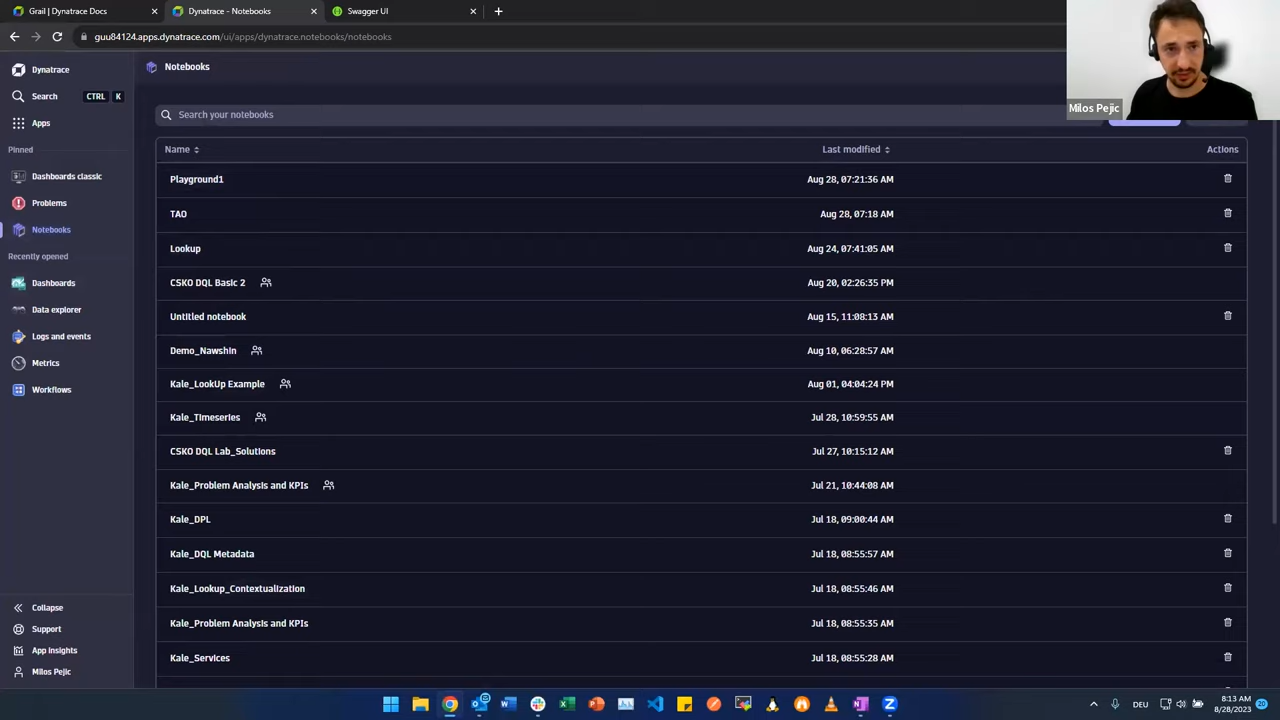 Grail | Dynatrace Docs
Dynatrace - Notebooks
Swagger UI
guu84124.apps.dynatrace.com/ui/apps/dynatrace.notebooks/notebooks
Milos Pejic
Dynatrace
Search CTRL K
Apps
Pinned
Dashboards classic
Problems
Notebooks
Recently opened
Dashboards
Data explorer
Logs and events
Metrics
Workflows
Collapse
Support
App Insights
Milos Pejic
Notebooks
Search your notebooks
Name Last modified Actions
Playground1 Aug 28, 07:21:36 AM
TAO Aug 28, 07:18 AM
Lookup Aug 24, 07:41:05 AM
CSKO DQL Basic 2 Aug 20, 02:26:35 PM
Untitled notebook Aug 15, 11:08:13 AM
Demo_Nawshin Aug 10, 06:28:57 AM
Kale_LookUp Example Aug 01, 04:04:24 PM
Kale_Timeseries Jul 28, 10:59:55 AM
CSKO DQL Lab_Solutions Jul 27, 10:15:12 AM
Kale_Problem Analysis and KPIs Jul 21, 10:44:08 AM
Kale_DPL Jul 18, 09:00:44 AM
Kale_DQL Metadata Jul 18, 08:55:57 AM
Kale_Lookup_Contextualization Jul 18, 08:55:46 AM
Kale_Problem Analysis and KPIs Jul 18, 08:55:35 AM
Kale_Services Jul 18, 08:55:28 AM
DEU
8:13 AM
8/28/2023
20